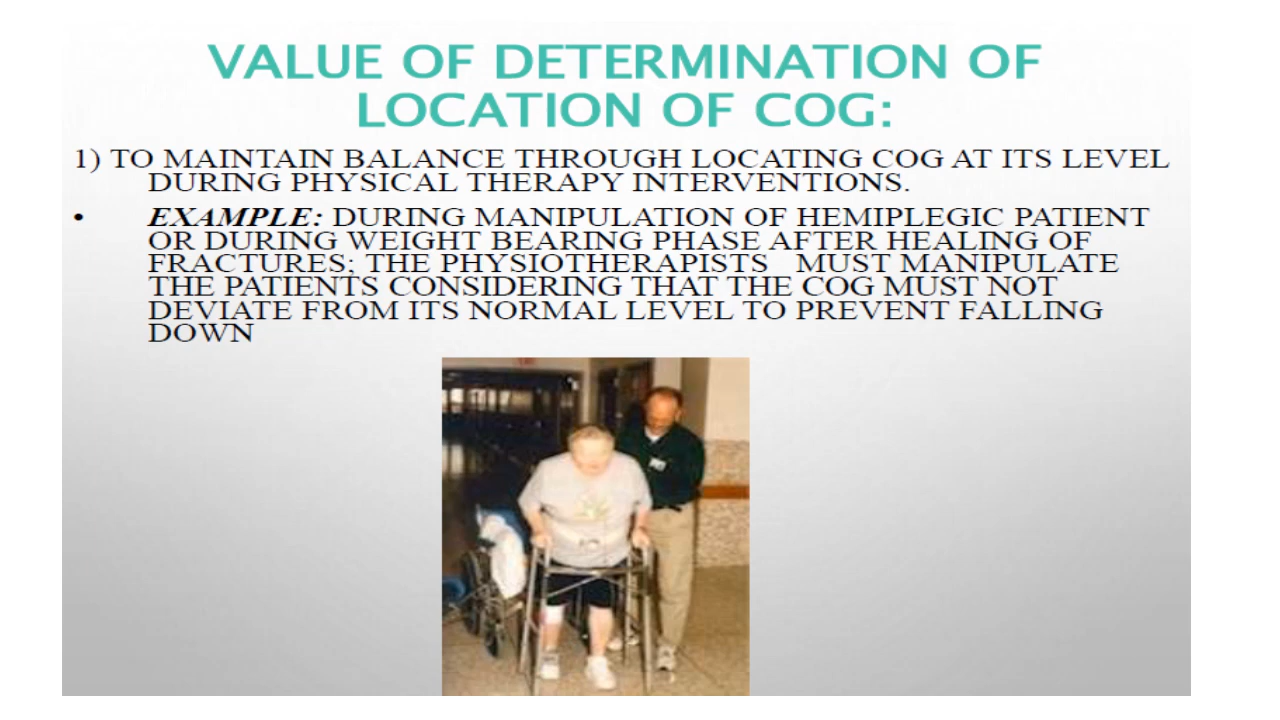 VALUE OF DETERMINATION OF
LOCATION OF COG:
1) TO MAINTAIN BALANCE THROUGH LOCATING COG AT ITS LEVEL
DURING PHYSICAL THERAPY INTERVENTIONS.
• EXAMPLE: DURING MANIPULATION OF HEMIPLEGIC PATIENT
OR DURING WEIGHT BEARING PHASE AFTER HEALING OF
FRACTURES; THE PHYSIOTHERAPISTS MUST MANIPULATE
THE PATIENTS CONSIDERING THAT THE COG MUST NOT
DEVIATE FROM ITS NORMAL LEVEL TO PREVENT FALLING
DOWN